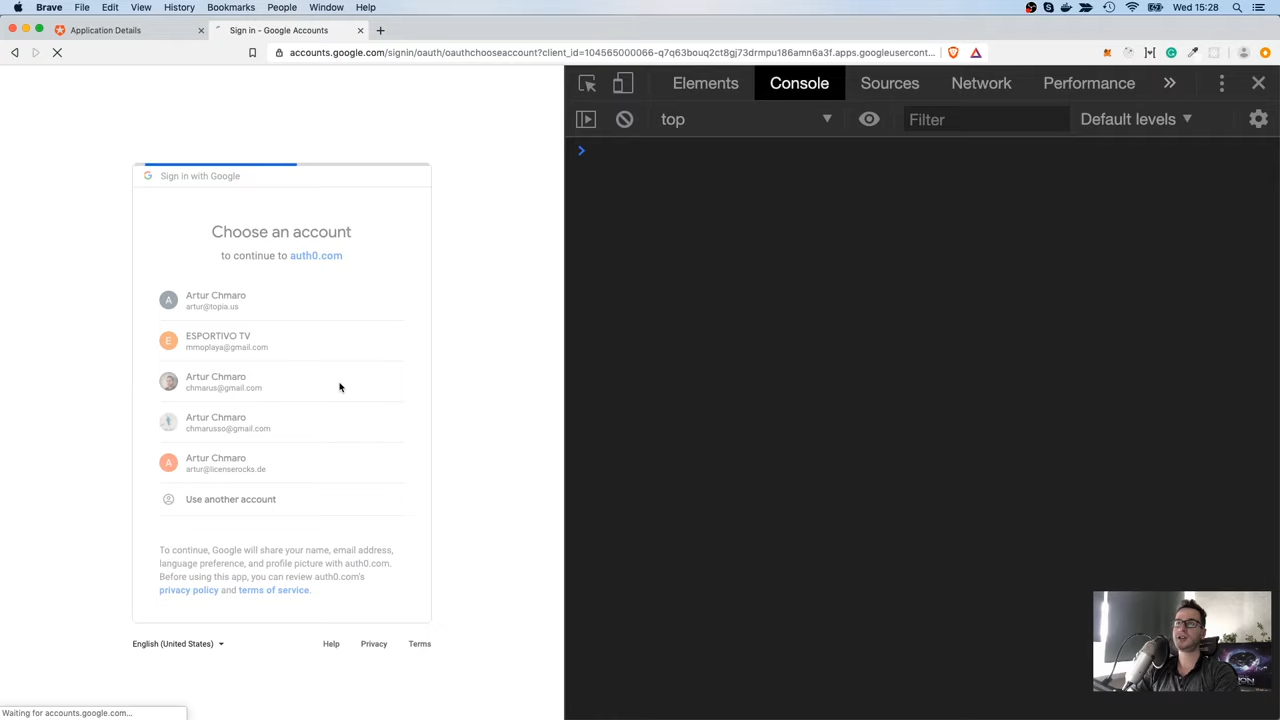 Brave File Edit View History Bookmarks People Window Help Wed 15:28
Application Details Sign in - Google Accounts
accounts.google.com/signin/oauth/oauthchooseaccount?client_id=104565000066-q7q63bouq2ct8gj73drmpu186amn6a3f.apps.googleusercont...
Elements Console Sources Network Performance
top Filter Default levels
Sign in with Google
Choose an account
to continue to auth0.com
A Artur Chmaro
artur@topia.us
E ESPORTIVO TV
mmoplaya@gmail.com
Artur Chmaro
chmarus@gmail.com
Artur Chmaro
chmarusso@gmail.com
A Artur Chmaro
artur@licenserocks.de
Use another account
To continue, Google will share your name, email address,
language preference, and profile picture with auth0.com.
Before using this app, you can review auth0.com's
privacy policy and terms of service.
English (United States) Help Privacy Terms
Waiting for accounts.google.com...